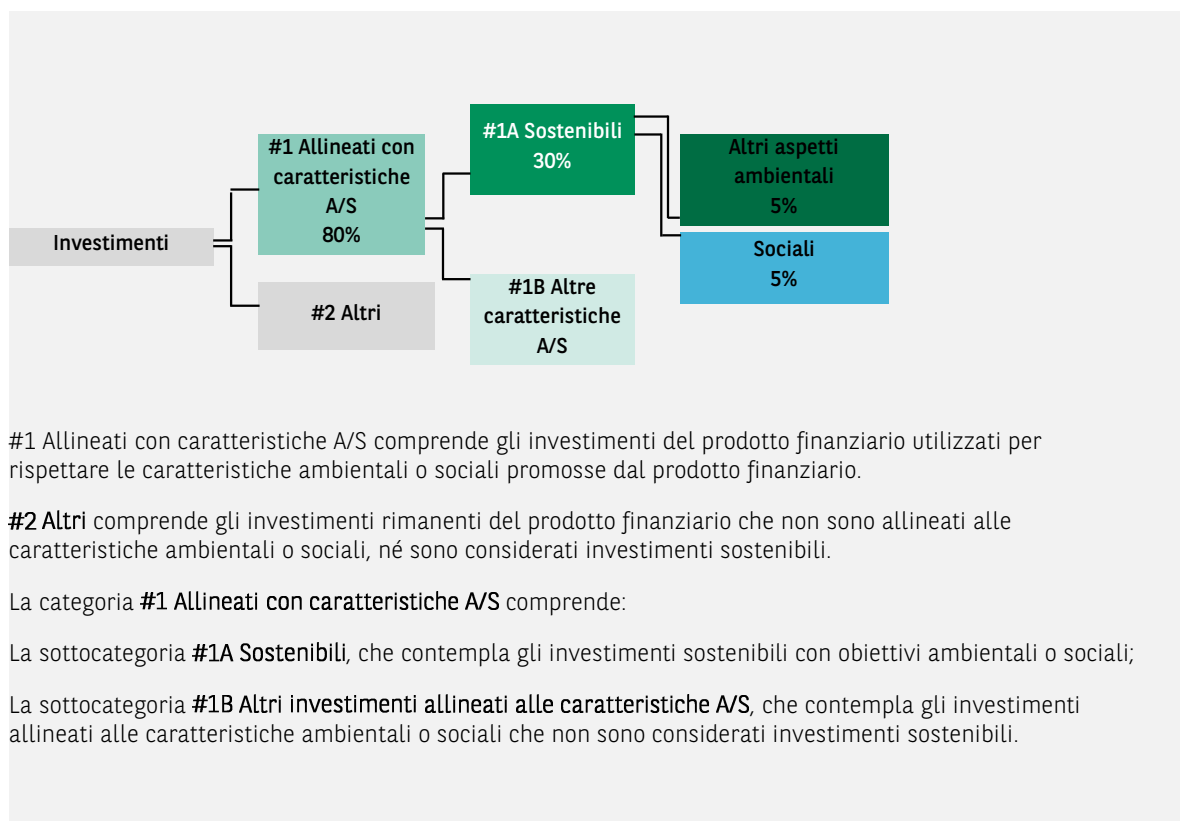 #1A Sostenibili
30%
#1 Allineati con
caratteristiche
A/S
80%
Altri aspetti
ambientali
5%
Investimenti
Sociali
5%
#2 Altri
#1B Altre
caratteristiche
A/S
#1 Allineati con caratteristiche A/S comprende gli investimenti del prodotto finanziario utilizzati per
rispettare le caratteristiche ambientali o sociali promosse dal prodotto finanziario.
#2 Altri comprende gli investimenti rimanenti del prodotto finanziario che non sono allineati alle
caratteristiche ambientali o sociali, né sono considerati investimenti sostenibili.
La categoria #1 Allineati con caratteristiche A/S comprende:
La sottocategoria #1A Sostenibili, che contempla gli investimenti sostenibili con obiettivi ambientali o sociali;
La sottocategoria #1B Altri investimenti allineati alle caratteristiche A/S, che contempla gli investimenti
allineati alle caratteristiche ambientali o sociali che non sono considerati investimenti sostenibili.